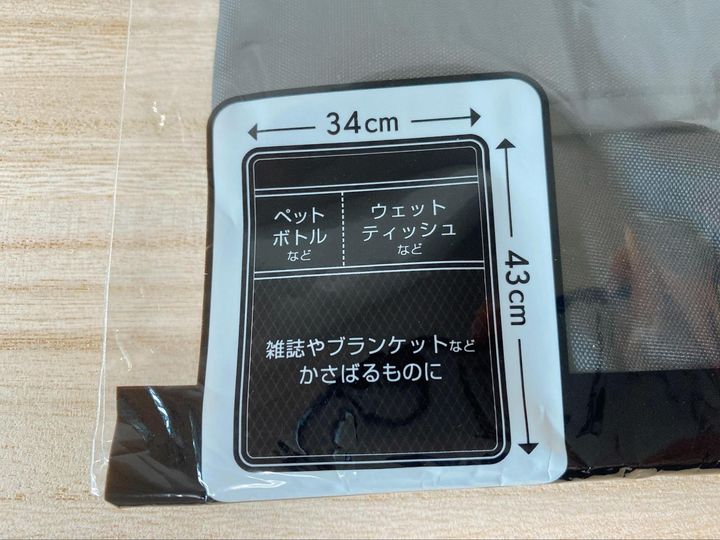 34cm
ペット
ボトル
など
ウェット
ティッシュ
など
43cm
雑誌やブランケットなど
かさばるものに